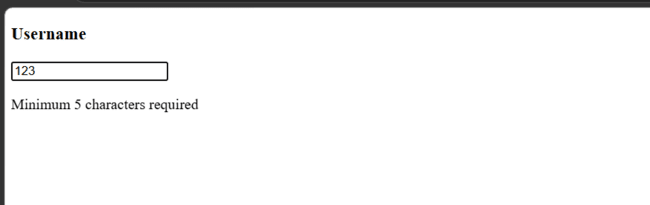 Username
123
Minimum 5 characters required